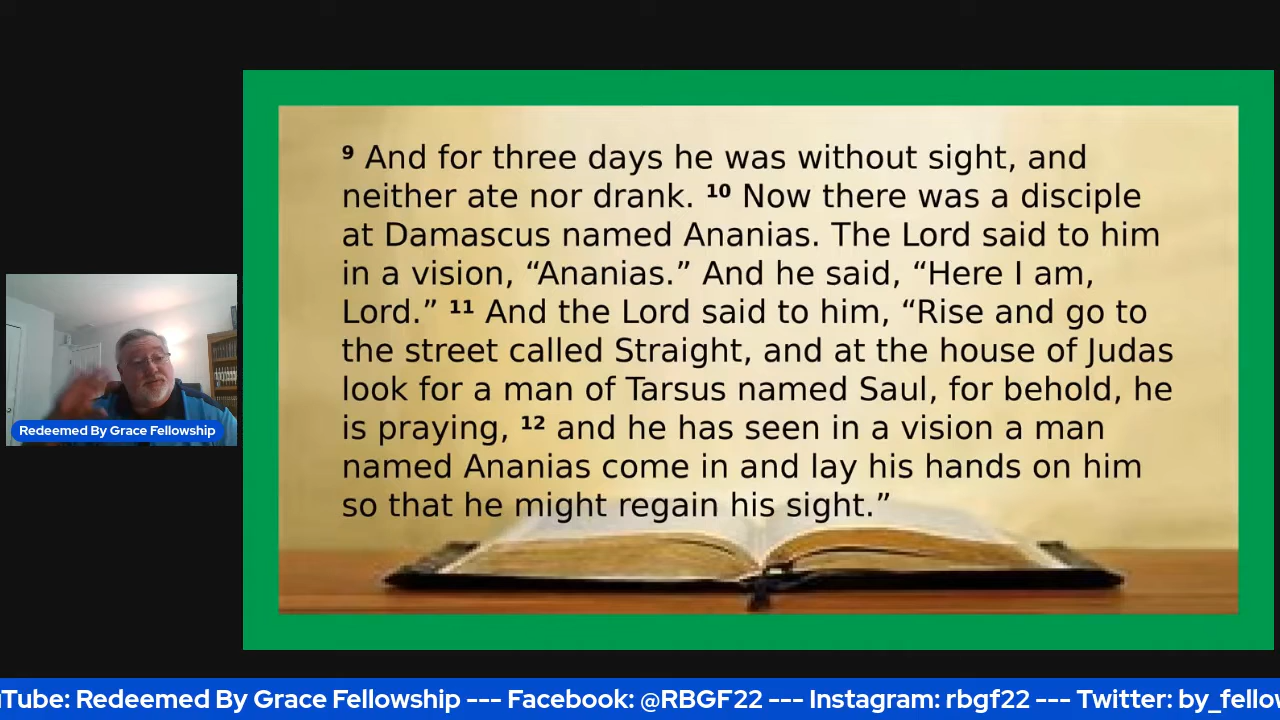 ⁹ And for three days he was without sight, and
neither ate nor drank. ¹⁰ Now there was a disciple
at Damascus named Ananias. The Lord said to him
in a vision, “Ananias.” And he said, “Here I am,
Lord.” ¹¹ And the Lord said to him, “Rise and go to
the street called Straight, and at the house of Judas
look for a man of Tarsus named Saul, for behold, he
is praying, ¹² and he has seen in a vision a man
named Ananias come in and lay his hands on him
so that he might regain his sight.”
Redeemed By Grace Fellowship
uTube: Redeemed By Grace Fellowship --- Facebook: @RBGF22 --- Instagram: rbgf22 --- Twitter: by_fello